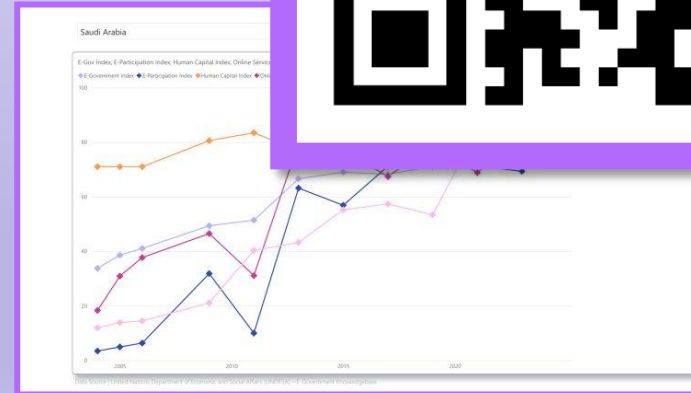 Saudi Arabia
E-Gov Index, E-Participation Index, Human Capital Index, Online Servic
E-Government Index E-Participation Index Human Capital Index Onli
100
80
60
40
20
0
2005 2010 2015 2020
Data Source | United Nations Department of Economic and Social Affairs (UNDESA) – E-Government Knowledgebase